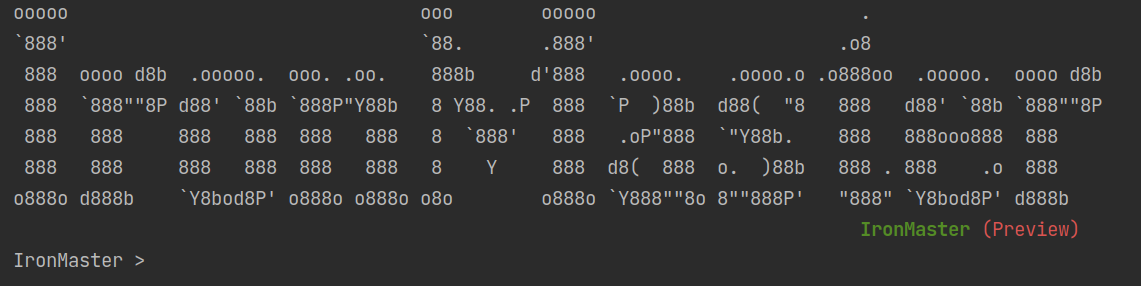 ooooo                                ooo        ooooo                         .
`888'                                `88.       .888'                       .o8
 888  oooo d8b  .ooooo.  ooo. .oo.    888b     d'888   .oooo.    .oooo.o .o888oo  .ooooo.  oooo d8b
 888  `888""8P d88' `88b `888P"Y88b   8 Y88. .P  888  `P  )88b  d88(  "8   888   d88' `88b `888""8P
 888   888     888   888  888   888   8  `888'   888   .oP"888  `"Y88b.    888   888ooo888  888
 888   888     888   888  888   888   8    Y     888  d8(  888  o.  )88b   888 . 888    .o  888
o888o d888b    `Y8bod8P' o888o o888o o8o        o888o `Y888""8o 8""888P'   "888" `Y8bod8P' d888b
IronMaster (Preview)
IronMaster >